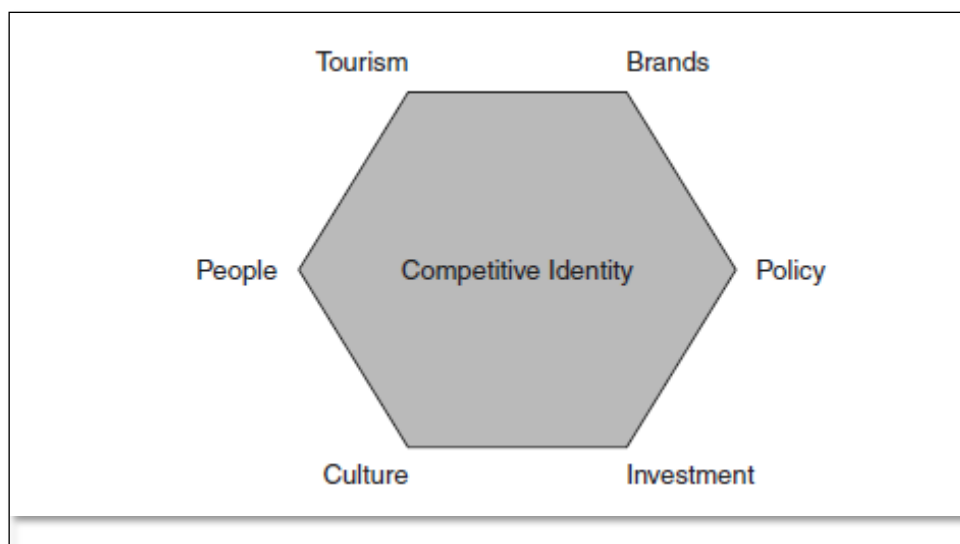 Tourism Brands
People Competitive Identity Policy
Culture Investment